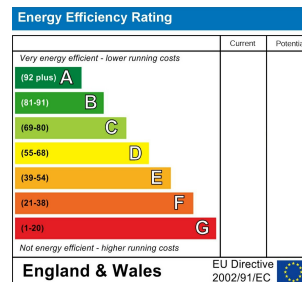 Energy Efficiency Rating
Current Potentia
Very energy efficient - lower running costs
(92 plus) A
(81-91) B
(69-80) C
(55-68) D
(39-54) E
(21-38) F
(1-20) G
Not energy efficient - higher running costs
England & Wales
EU Directive
2002/91/EC